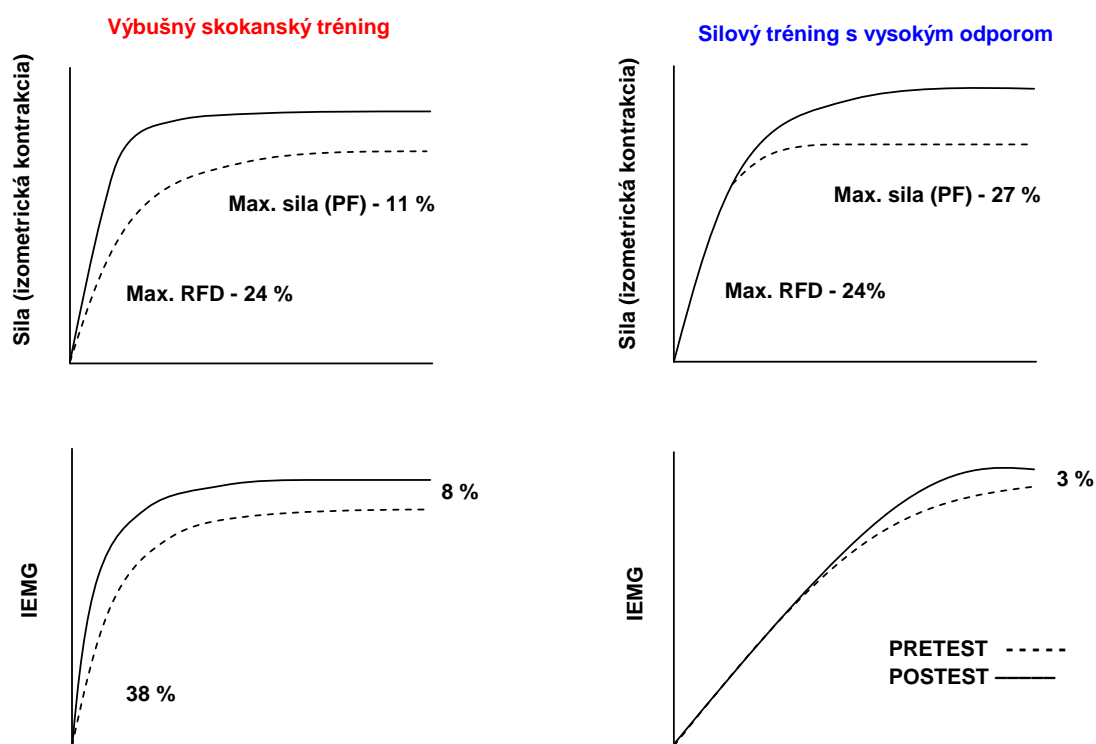 Výbušný skokanský tréning
Silový tréning s vysokým odporom
Sila (izometrická kontrakcia)
Max. sila (PF) - 11 %
Max. RFD - 24 %
Sila (izometrická kontrakcia)
Max. sila (PF) - 27 %
Max. RFD - 24%
IEMG
8 %
38 %
IEMG
3 %
PRETEST
POSTEST